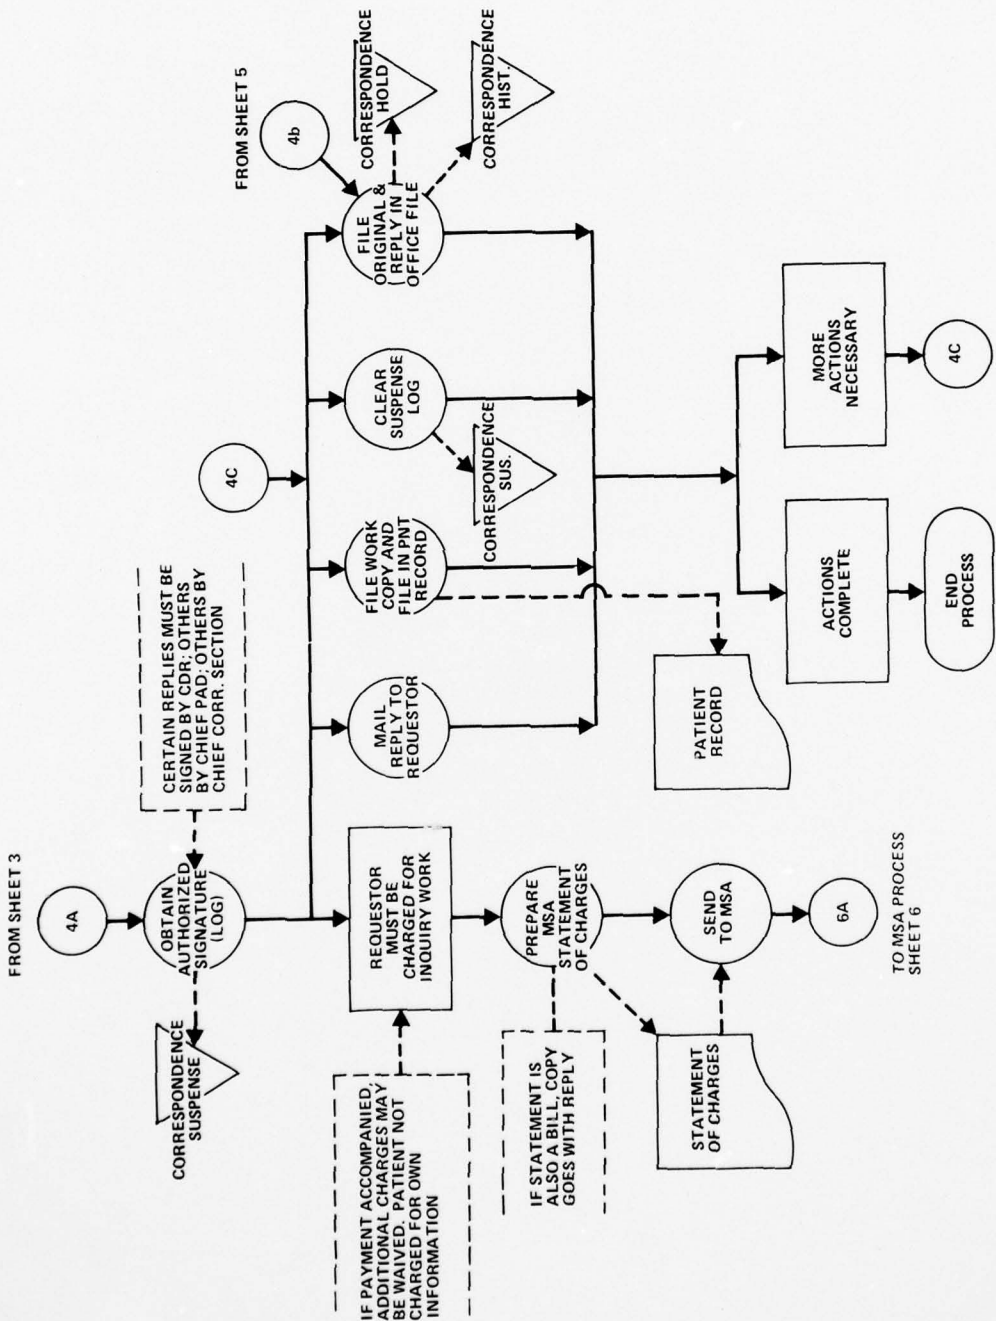 FROM SHEET 3
4A
OBTAIN
AUTHORIZED
SIGNATURE
(LOG)
CERTAIN REPLIES MUST BE
SIGNED BY CDR; OTHERS
BY CHIEF PAD; OTHERS BY
CHIEF CORR. SECTION
CORRESPONDENCE
SUSPENSE
4C
FROM SHEET 5
4b
REQUESTOR
MUST BE
CHARGED FOR
INQUIRY WORK
IF PAYMENT ACCOMPANIED,
ADDITIONAL CHARGES MAY
BE WAIVED. PATIENT NOT
CHARGED FOR OWN
INFORMATION
MAIL
REPLY TO
REQUESTOR
FILE WORK
COPY AND
FILE IN PNT
RECORD
CLEAR
SUSPENSE
LOG
CORRESPONDENCE
SUS.
FILE
ORIGINAL &
REPLY IN
OFFICE FILE
CORRESPONDENCE
HOLD
CORRESPONDENCE
HIST.
PREPARE
MSA
STATEMENT
OF CHARGES
IF STATEMENT IS
ALSO A BILL, COPY
GOES WITH REPLY
STATEMENT
OF CHARGES
SEND
TO MSA
6A
TO MSA PROCESS
SHEET 6
PATIENT
RECORD
ACTIONS
COMPLETE
END
PROCESS
MORE
ACTIONS
NECESSARY
4C